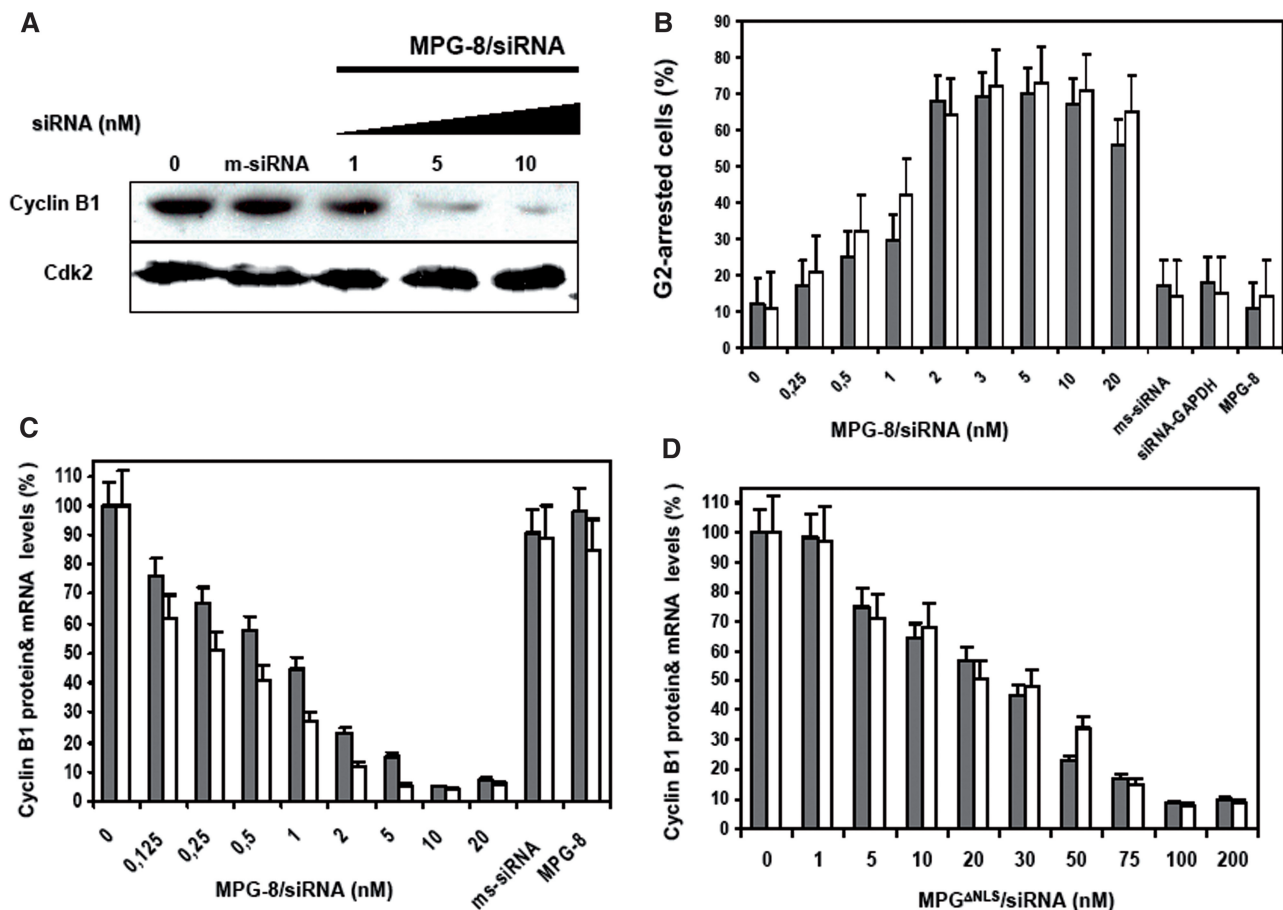 A
MPG-8/siRNA
siRNA (nM)
0 m-siRNA 1 5 10
Cyclin B1
Cdk2
B
G2-arrested cells (%)
90
80
70
60
50
40
30
20
10
0
0 0,25 0,5 1 2 3 5 10 20 ms-siRNA siRNA-GAPDH MPG-8
MPG-8/siRNA (nM)
C
Cyclin B1 protein& mRNA levels (%)
110
100
90
80
70
60
50
40
30
20
10
0
0 0,125 0,25 0,5 1 2 5 10 20 ms-siRNA MPG-8
MPG-8/siRNA (nM)
D
Cyclin B1 protein& mRNA levels (%)
110
100
90
80
70
60
50
40
30
20
10
0
0 1 5 10 20 30 50 75 100 200
MPGΔNLS/siRNA (nM)